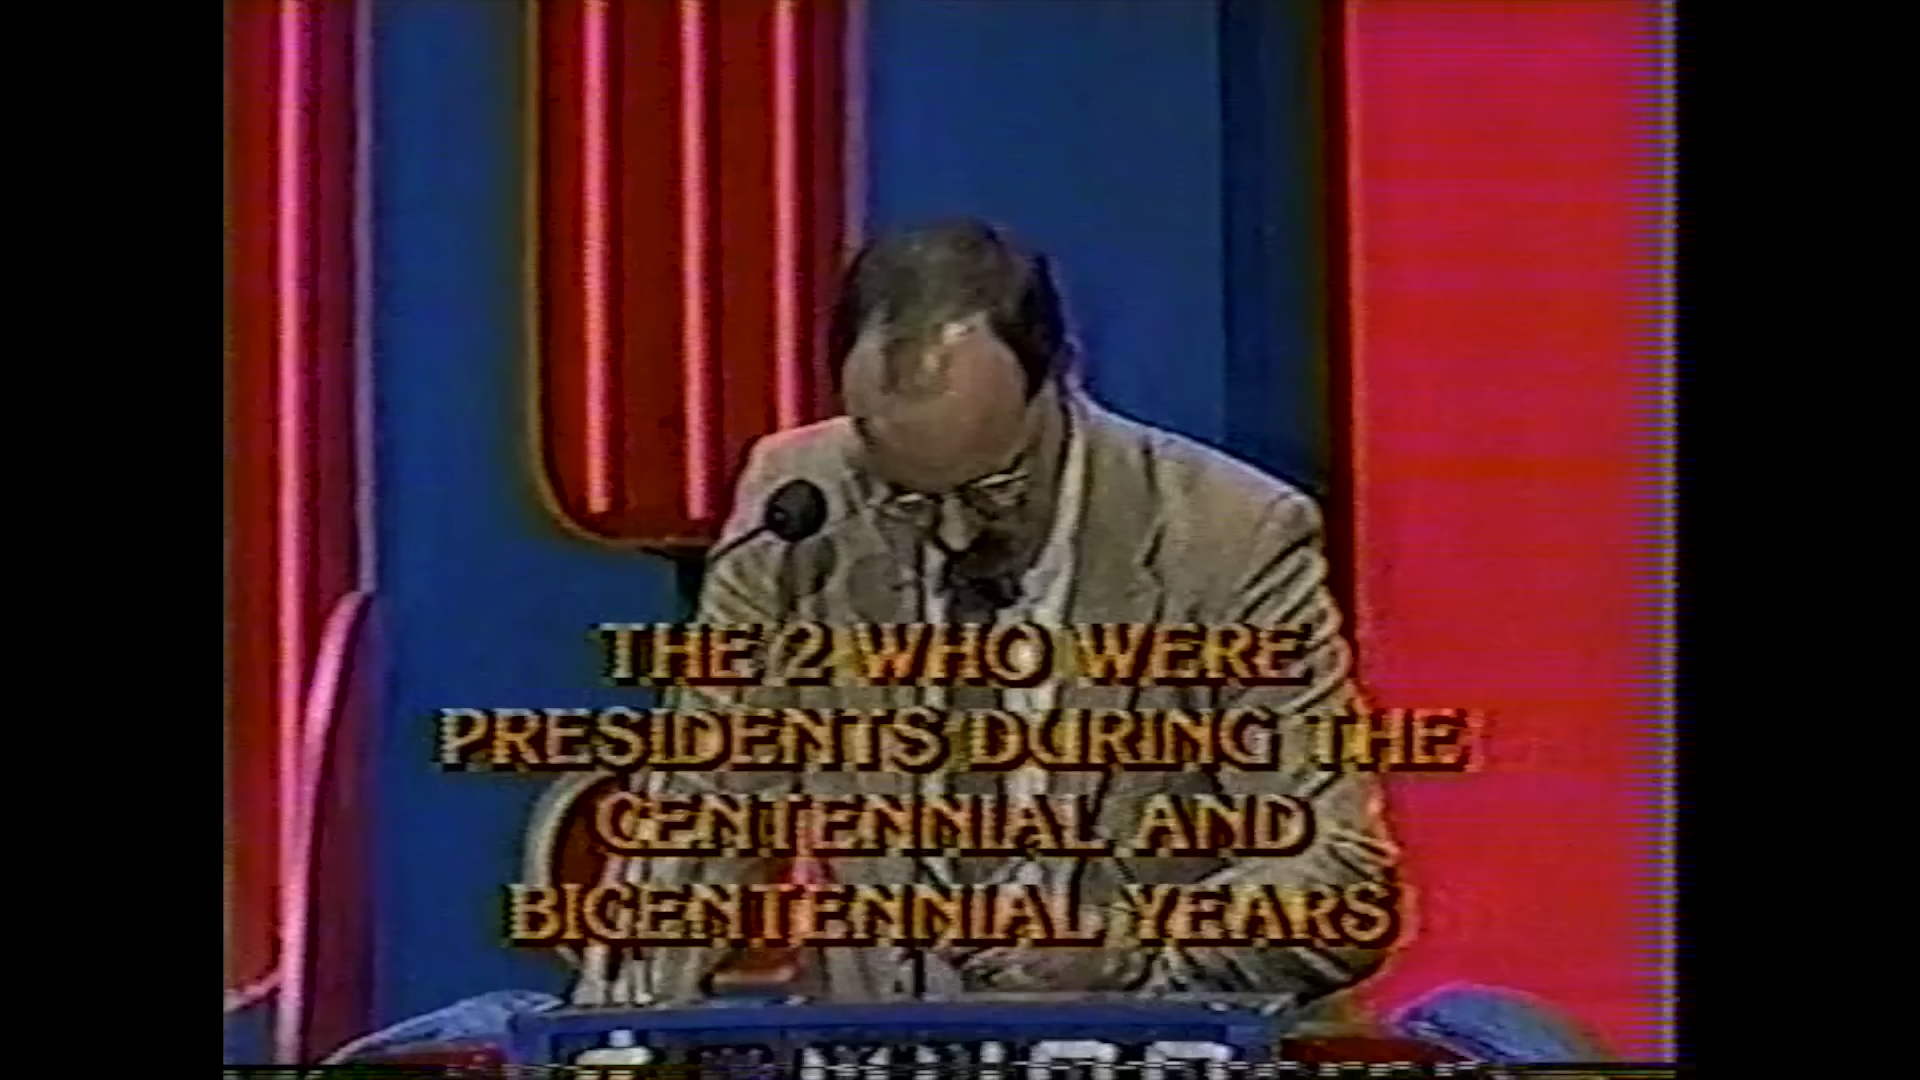 THE 2 WHO WERE
PRESIDENTS DURING THE
CENTENNIAL AND
BICENTENNIAL YEARS